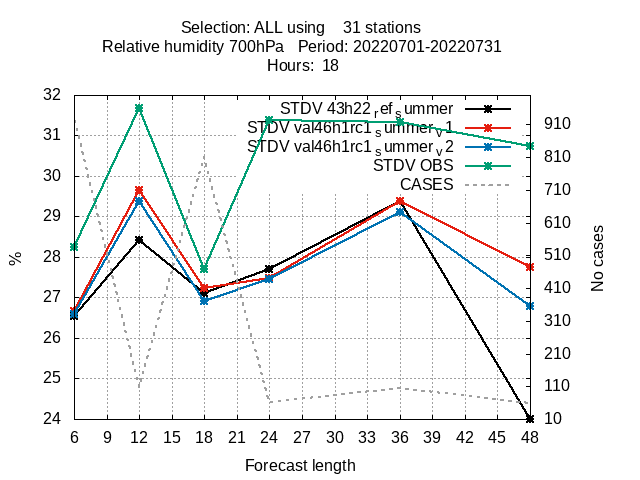 Selection: ALL using 31 stations
Relative humidity 700hPa Period: 20220701-20220731
Hours: 18
STDV 43h22refsummer
STDV val46h1rc1summerv1
STDV val46h1rc1summerv2
STDV OBS
CASES
32
31
30
29
28
27
26
25
24
%
910
810
710
610
510
410
310
210
110
10
No cases
6 9 12 15 18 21 24 27 30 33 36 39 42 45 48
Forecast length